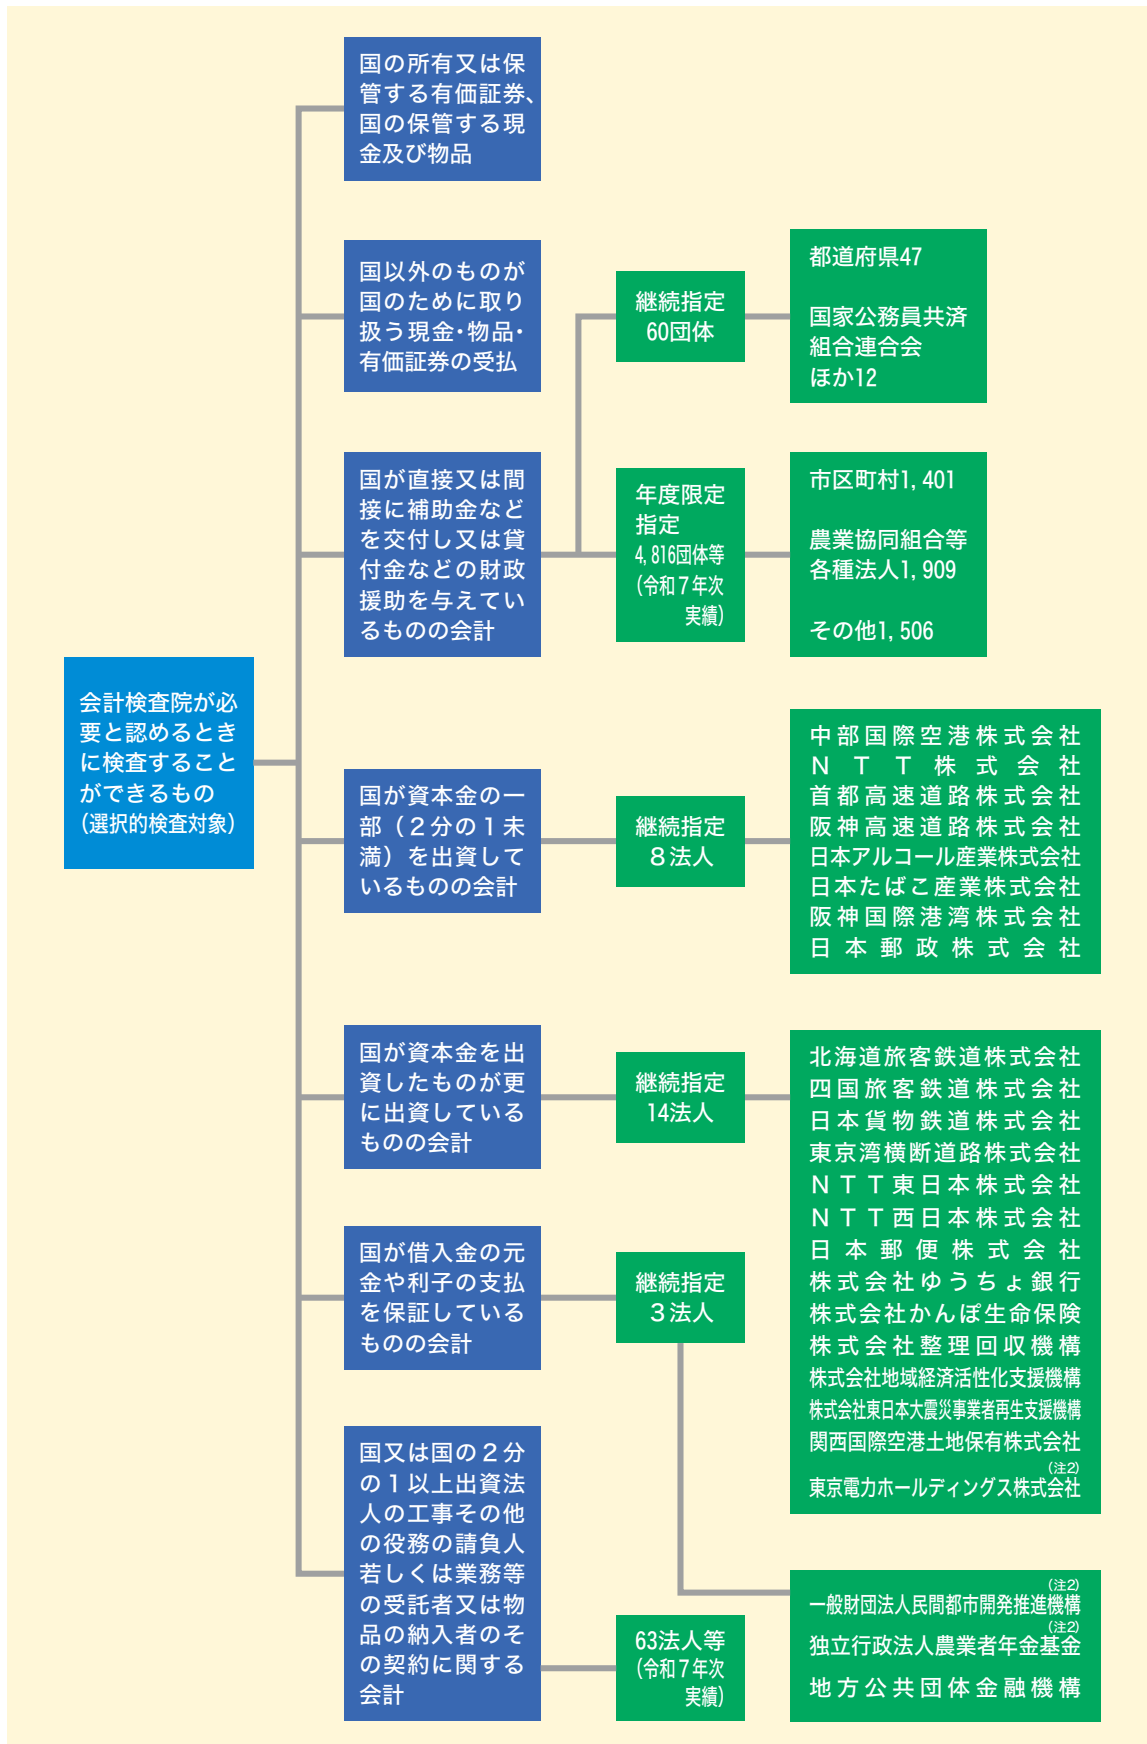 国の所有又は保
管する有価証券、
国の保管する現
金及び物品
国以外のものが
国のために取り
扱う現金・物品・
有価証券の受払
継続指定
60団体
都道府県47
国家公務員共済
組合連合会
ほか12
国が直接又は間
接に補助金など
を交付し又は貸
付金などの財政
援助を与えてい
るものの会計
年度限定
指定
4,816団体等
(令和７年次
実績)
市区町村1,401
農業協同組合等
各種法人1,909
その他1,506
会計検査院が必
要と認めるとき
に検査すること
ができるもの
(選択的検査対象)
国が資本金の一
部（２分の１未
満）を出資して
いるものの会計
継続指定
８法人
中部国際空港株式会社
ＮＴＴ株式会社
首都高速道路株式会社
阪神高速道路株式会社
日本アルコール産業株式会社
日本たばこ産業株式会社
阪神国際港湾株式会社
日本郵政株式会社
国が資本金を出
資したものが更
に出資している
ものの会計
継続指定
14法人
北海道旅客鉄道株式会社
四国旅客鉄道株式会社
日本貨物鉄道株式会社
東京湾横断道路株式会社
ＮＴＴ東日本株式会社
ＮＴＴ西日本株式会社
日本郵便株式会社
株式会社ゆうちょ銀行
株式会社かんぽ生命保険
株式会社整理回収機構
株式会社地域経済活性化支援機構
株式会社東日本大震災事業者再生支援機構
関西国際空港土地保有株式会社
(注2)
東京電力ホールディングス株式会社
国が借入金の元
金や利子の支払
を保証している
ものの会計
継続指定
３法人
(注2)
一般財団法人民間都市開発推進機構
(注2)
独立行政法人農業者年金基金
地方公共団体金融機構
国又は国の２分
の１以上出資法
人の工事その他
の役務の請負人
若しくは業務等
の受託者又は物
品の納入者のそ
の契約に関する
会計
63法人等
(令和７年次
実績)